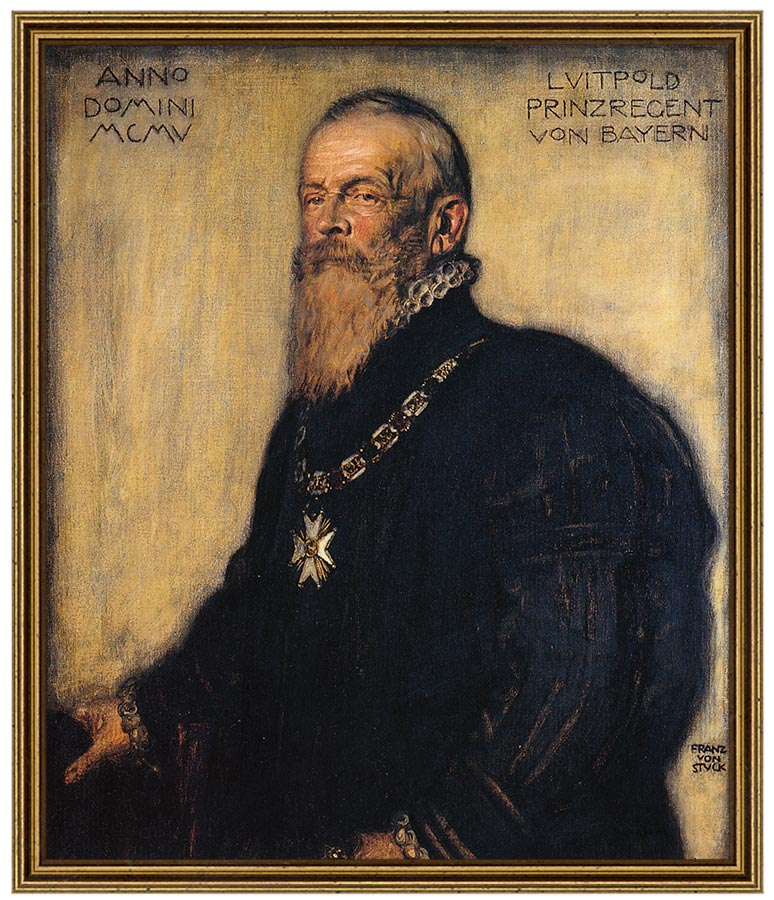 ANNO
DOMINI
MCMV
LVITPOLD
PRINZREGENT
VON BAYERN
FRANZ
VON
STVCK